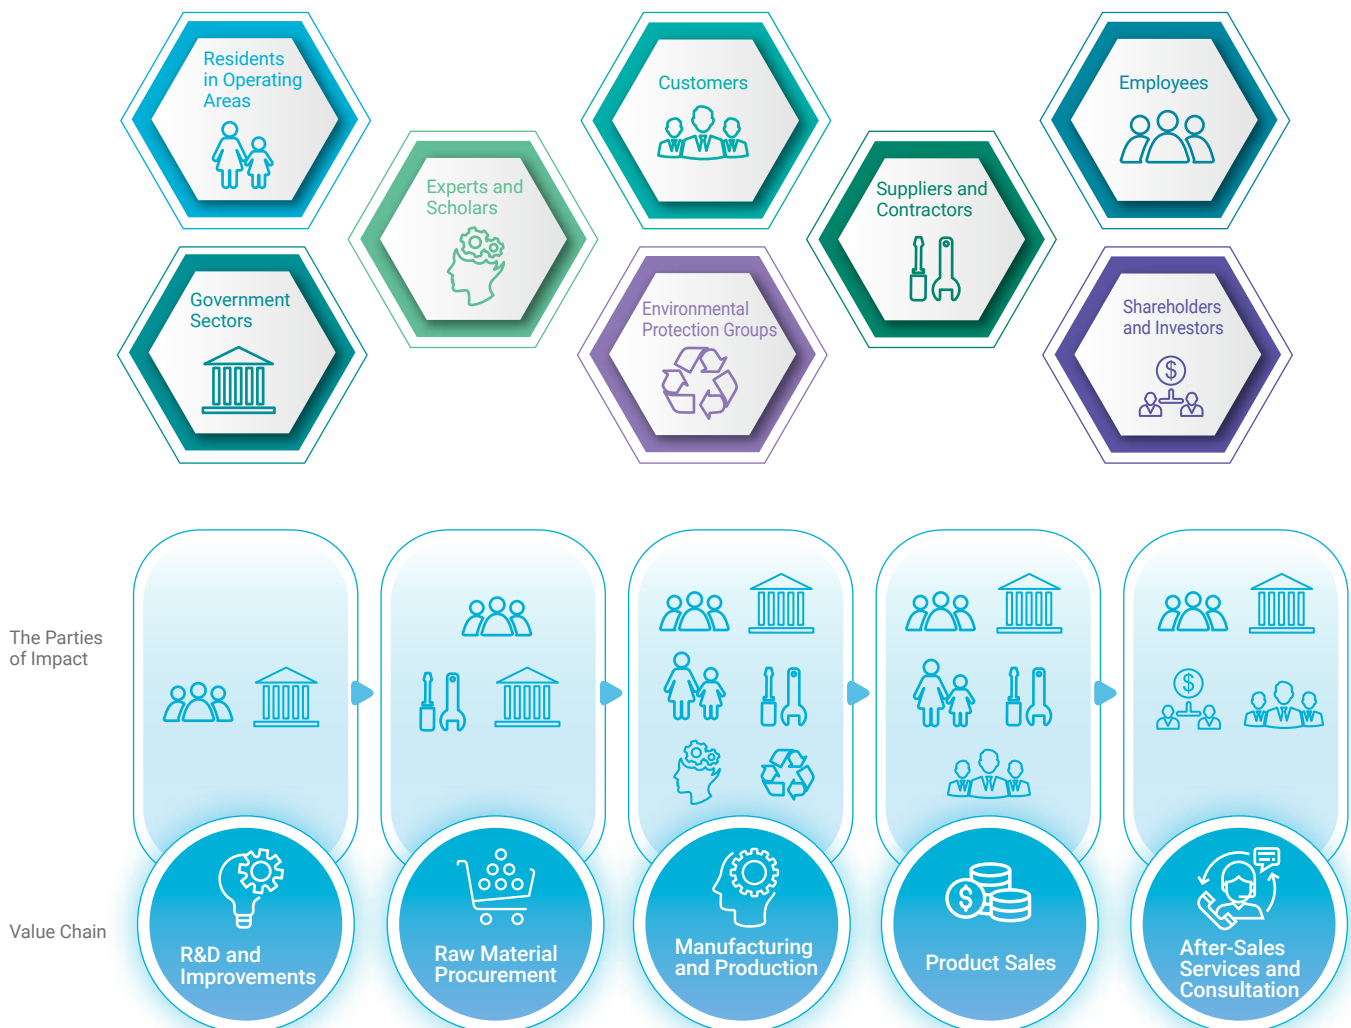 Residents
in Operating
Areas
Customers
Employees
Experts and
Scholars
Suppliers and
Contractors
Government
Sectors
Environmental
Protection Groups
Shareholders
and Investors
$
The Parties
of Impact
$
Value Chain
R&D and
Improvements
Raw Material
Procurement
Manufacturing
and Production
$
Product Sales
After-Sales
Services and
Consultation